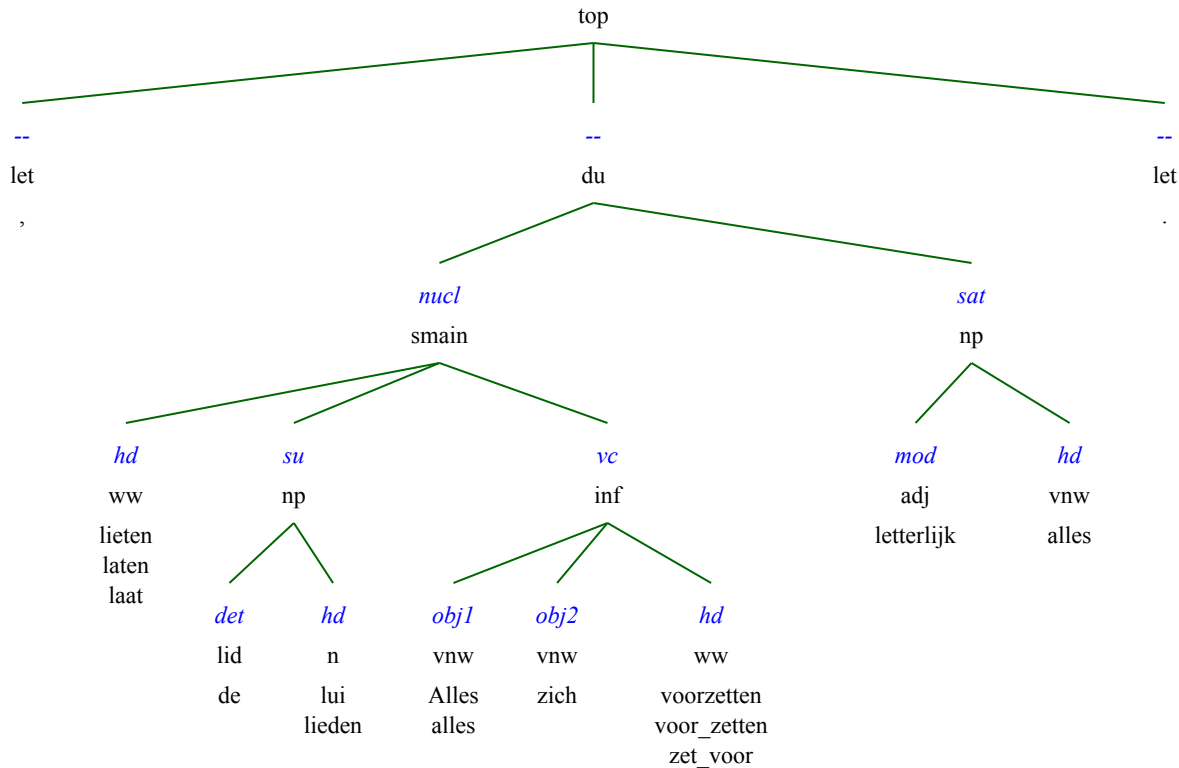 top
-- -- --
let du let
, .
nucl sat
smain np
hd su vc mod hd
ww np inf adj vnw
lieten letterlijk alles
laten
laat
det hd obj1 obj2 hd
lid n vnw vnw ww
de lui Alles zich voorzetten
lieden alles voor_zetten
zet_voor